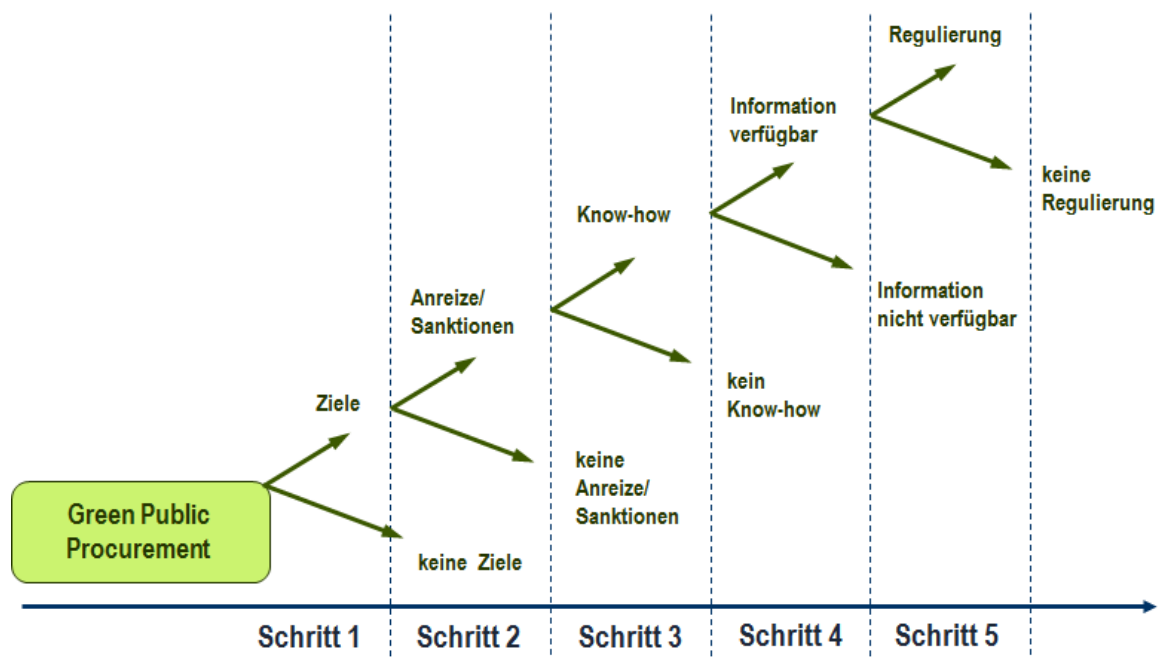 Regulierung
Information
verfügbar
keine
Regulierung
Know-how
Information
nicht verfügbar
Anreize/
Sanktionen
kein
Know-how
Ziele
keine
Anreize/
Sanktionen
Green Public
Procurement
keine Ziele
Schritt 1
Schritt 2
Schritt 3
Schritt 4
Schritt 5